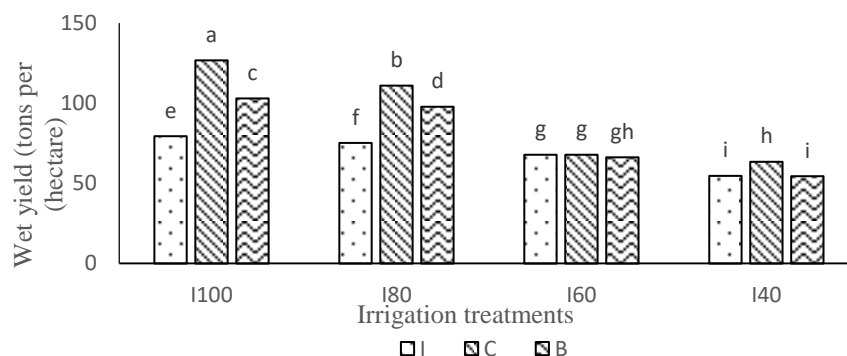 150
100
50
0
Wet yield (tons per
(hectare)
a
b
c
d
e
f
g
g
gh
h
i
i
I100
I80
I60
I40
Irrigation treatments
I
C
B